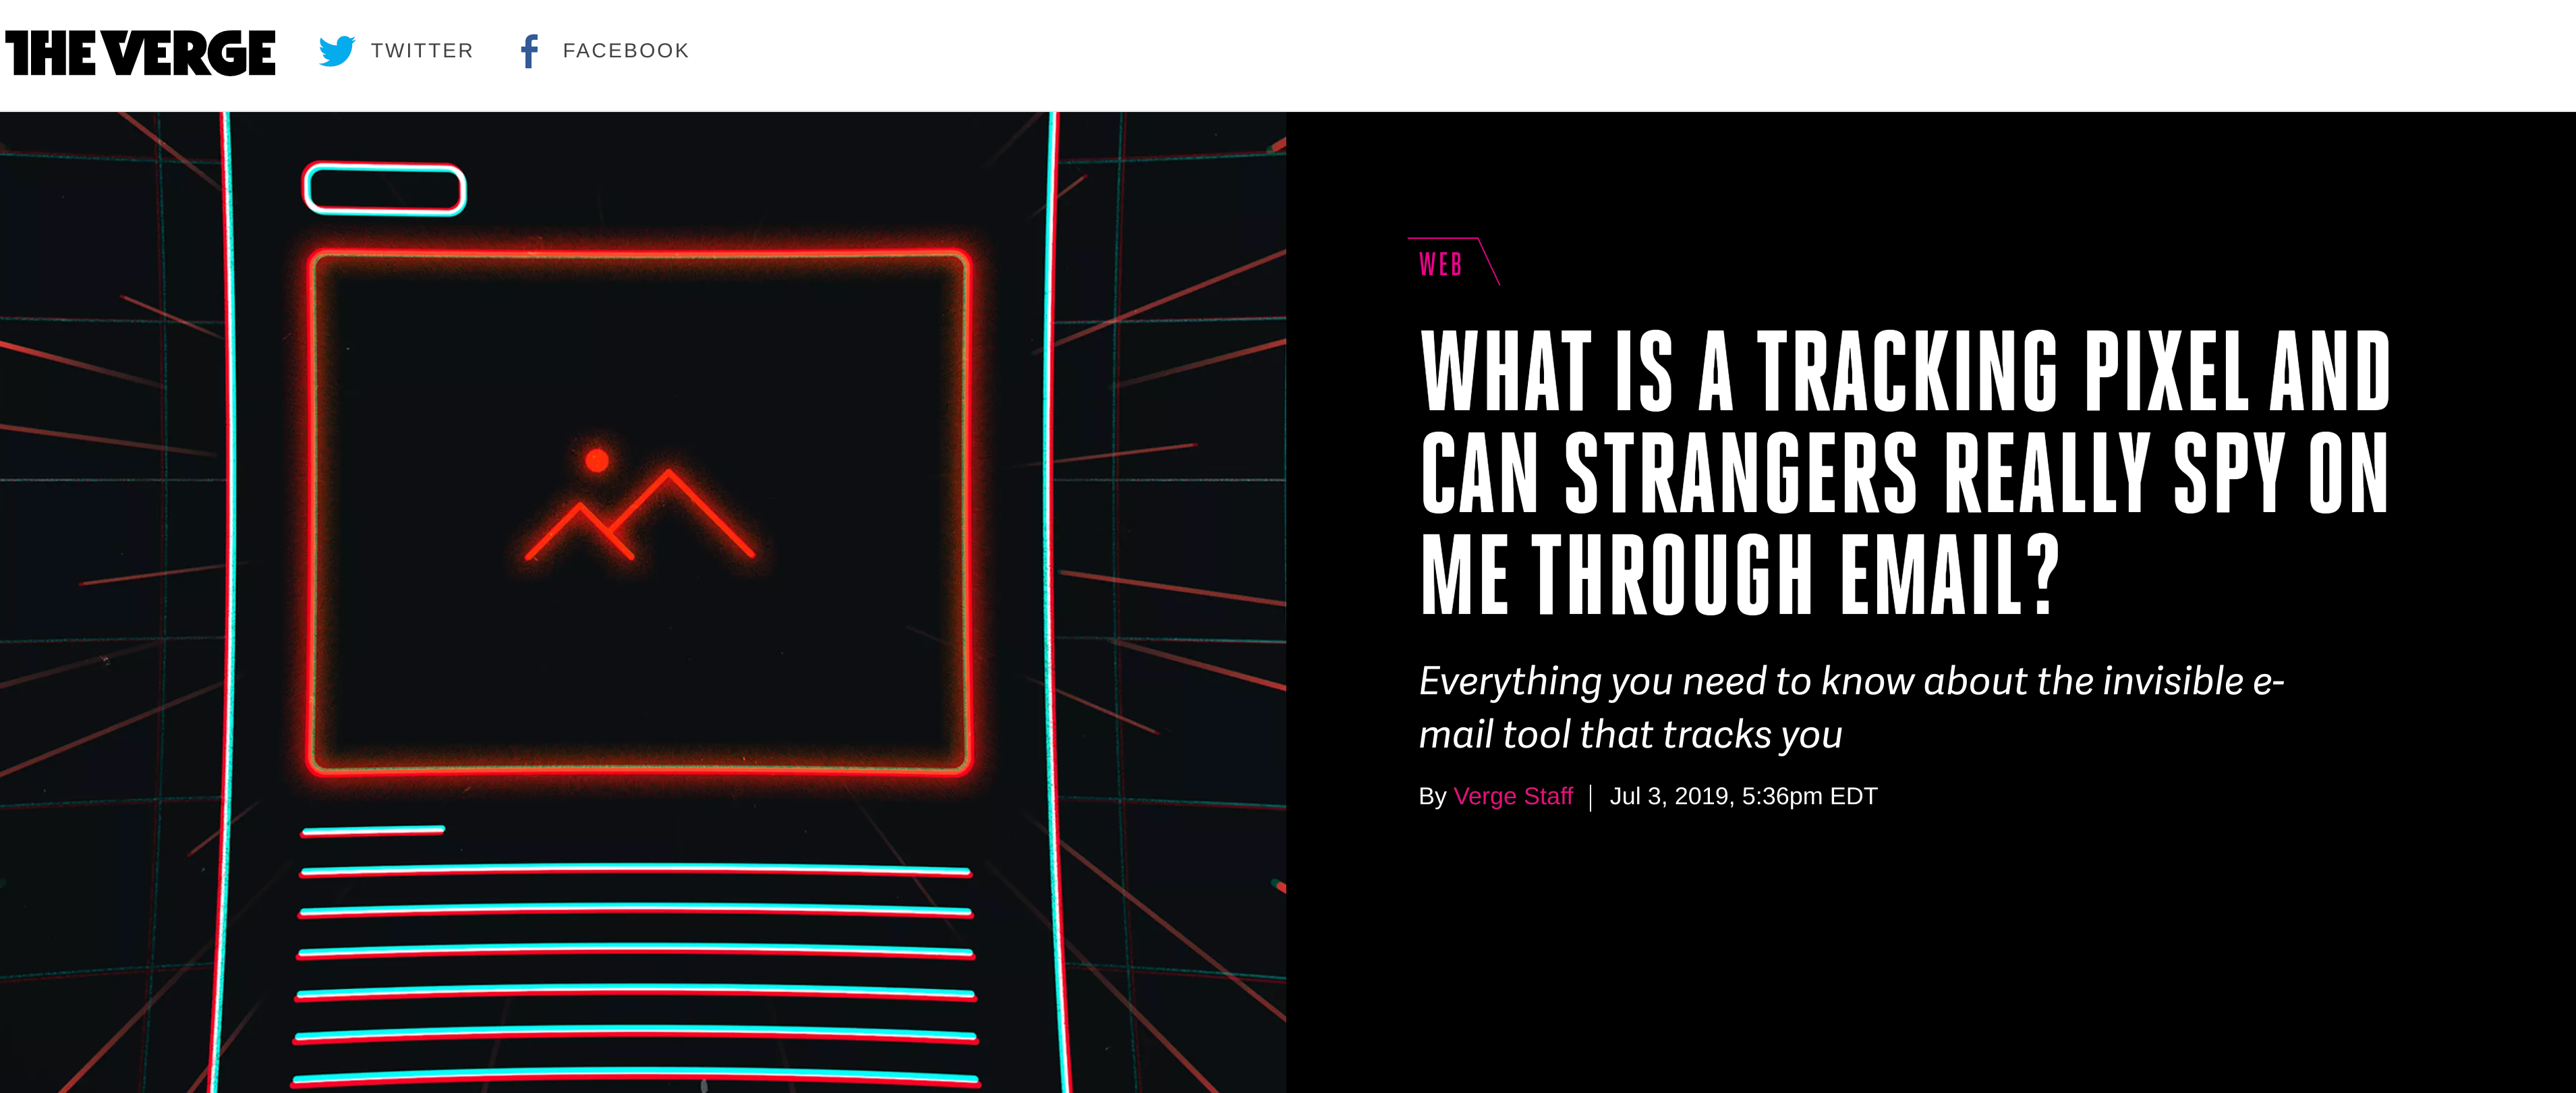 THE VERGE TWITTER FACEBOOK
WEB
WHAT IS A TRACKING PIXEL AND
CAN STRANGERS REALLY SPY ON
ME THROUGH EMAIL?
Everything you need to know about the invisible e-
mail tool that tracks you
By Verge Staff | Jul 3, 2019, 5:36pm EDT